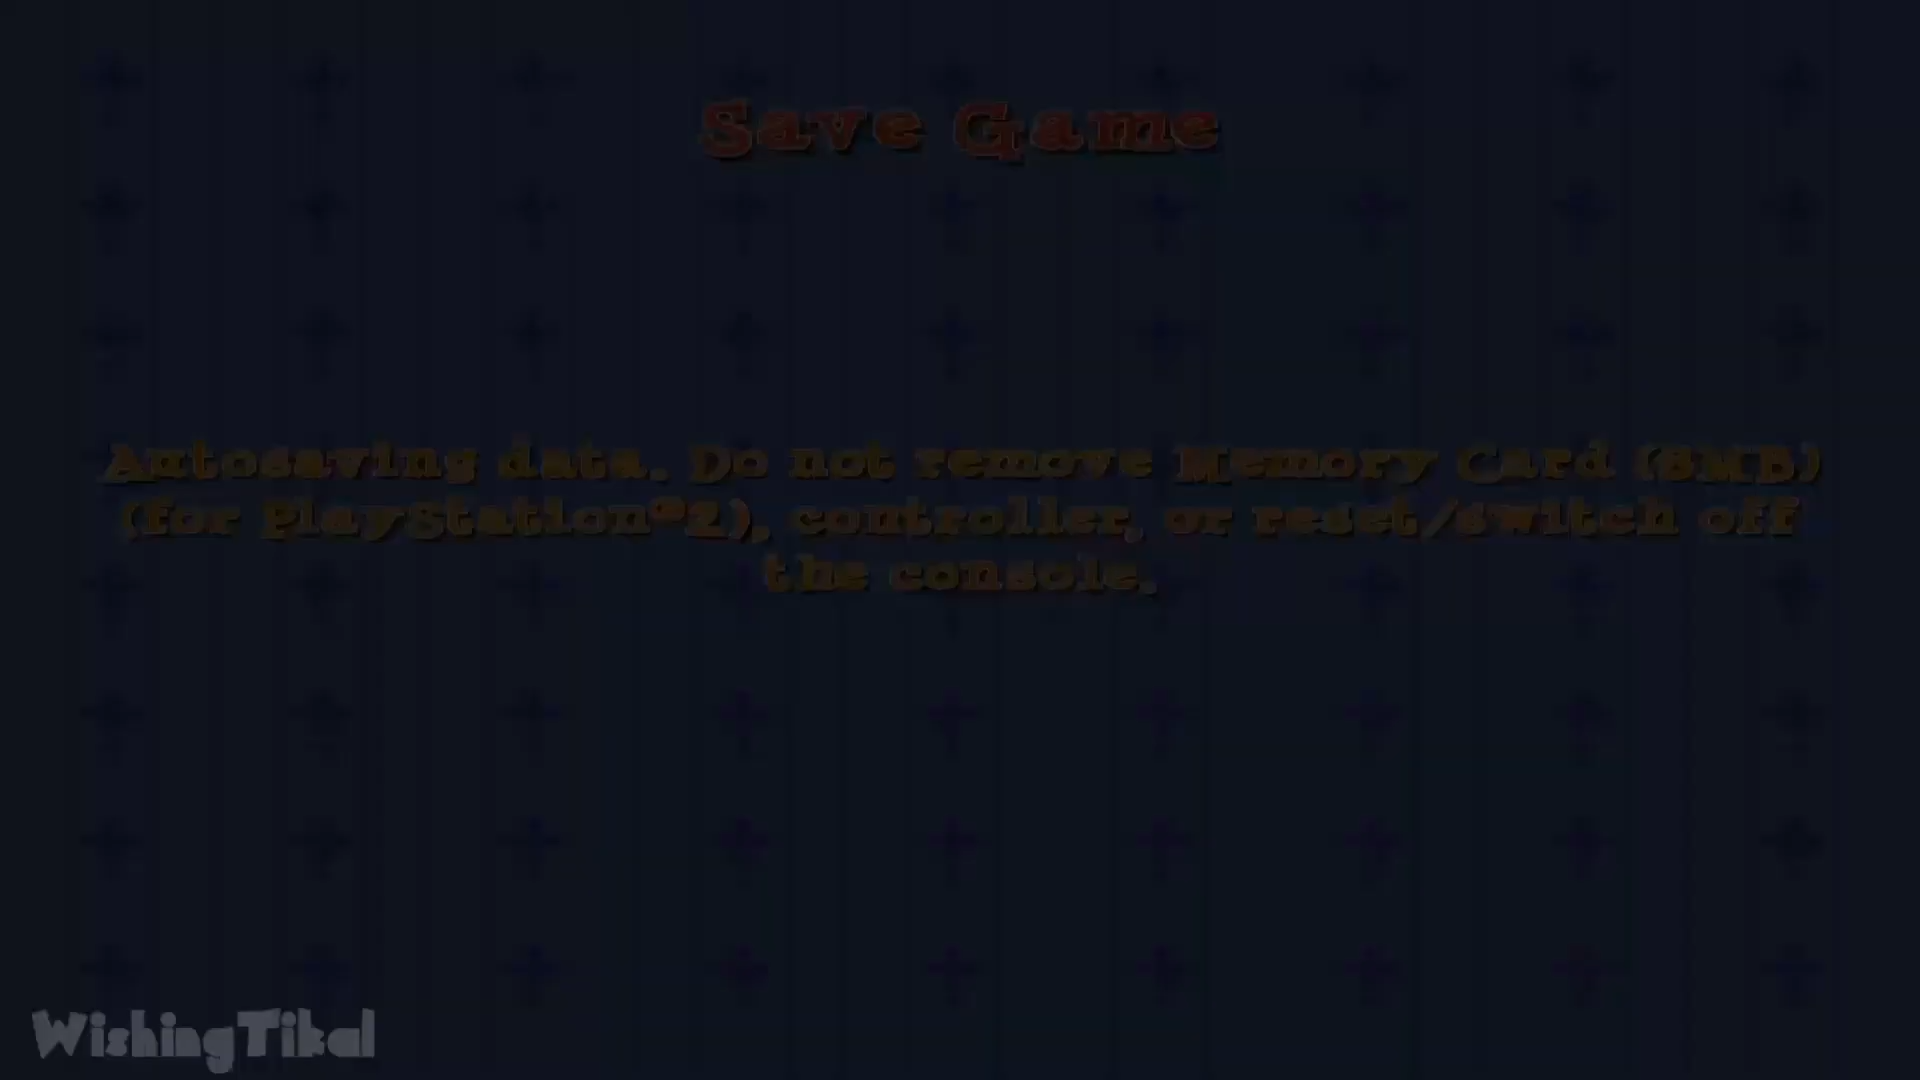 Save Game
Autosaving data. Do not remove Memory Card (8MB)
(for PlayStation®2), controller, or reset/switch off
the console.
WishingTikal